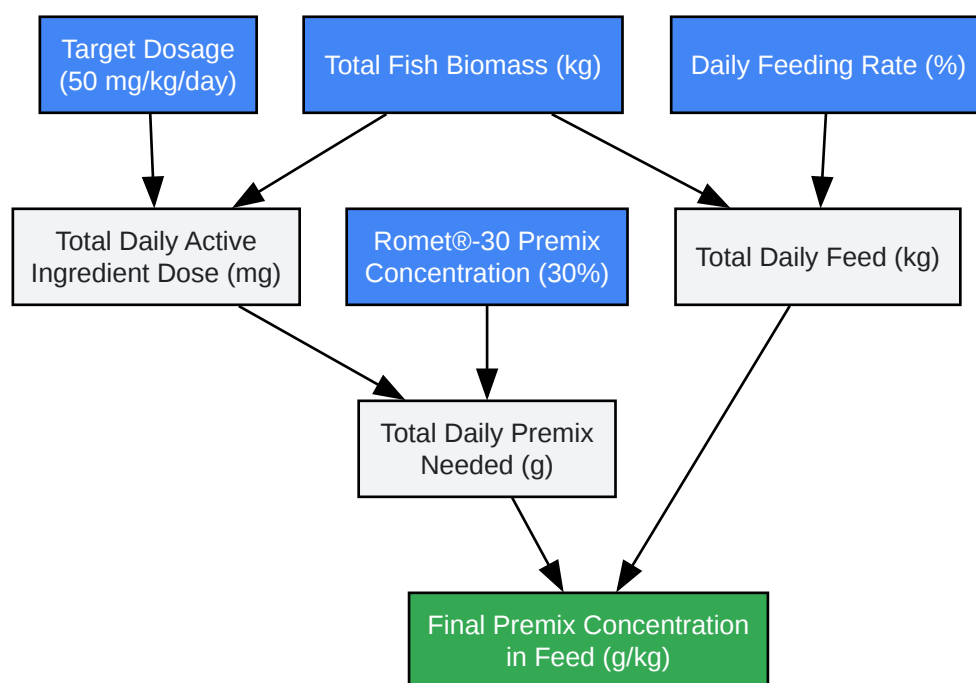 Target Dosage
(50 mg/kg/day)
Total Fish Biomass (kg)
Daily Feeding Rate (%)
Total Daily Active
Ingredient Dose (mg)
Romet®-30 Premix
Concentration (30%)
Total Daily Feed (kg)
Total Daily Premix
Needed (g)
Final Premix Concentration
in Feed (g/kg)